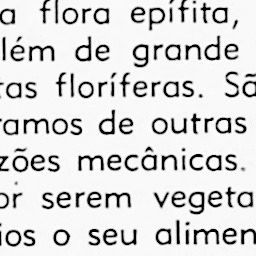 a flora epífita,
lém de grande
tas floríferas. Sã
ramos de outras
zões mecânicas.
or serem vegeta
ios o seu alimen